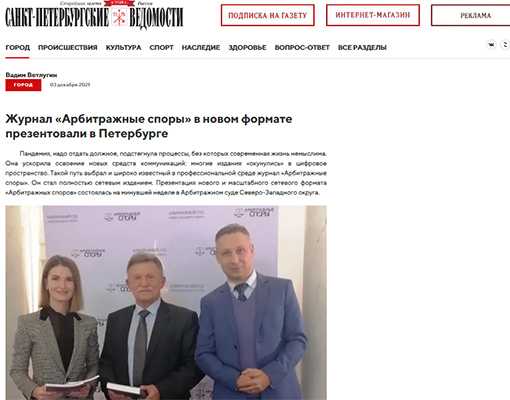 Старейшая газета России
САНКТ-ПЕТЕРБУРГСКИЕ ВЕДОМОСТИ
ПОДПИСКА НА ГАЗЕТУ
ИНТЕРНЕТ-МАГАЗИН
РЕКЛАМА
ГОРОД ПРОИСШЕСТВИЯ КУЛЬТУРА СПОРТ НАСЛЕДИЕ ЗДОРОВЬЕ ВОПРОС-ОТВЕТ ВСЕ РАЗДЕЛЫ
Вадим Ветлугин
ГОРОД 03 декабря 2021
Журнал «Арбитражные споры» в новом формате
презентовали в Петербурге
Пандемия, надо отдать должное, подстегнула процессы, без которых современная жизнь немыслима.
Она ускорила освоение новых средств коммуникаций: многие издания «окунулись» в цифровое
пространство. Такой путь выбрал и широко известный в профессиональной среде журнал «Арбитражные
споры». Он стал полностью сетевым изданием. Презентация нового и масштабного сетевого формата
«Арбитражных споров» состоялась на минувшей неделе в Арбитражном суде Северо-Западного округа.
АРБИТРАЖНЫЕ
СПОРЫ